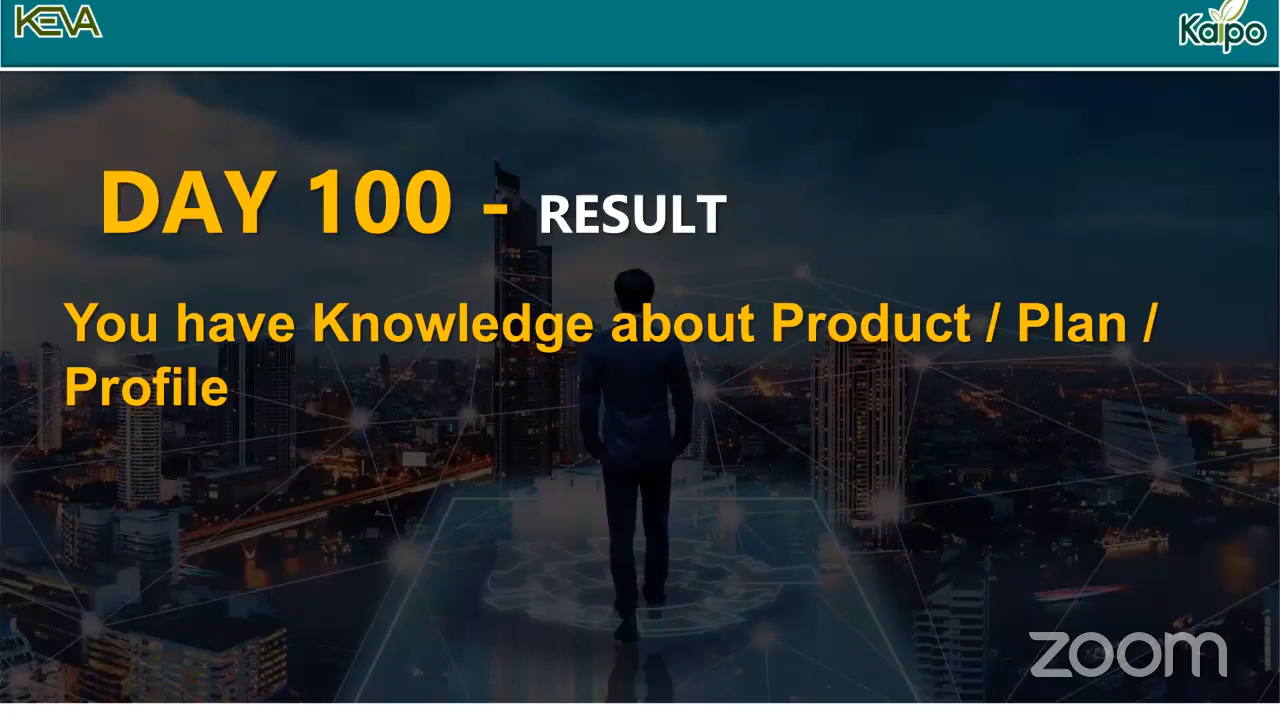 KEVA
Kaipo
DAY 100 - RESULT
You have Knowledge about Product / Plan /
Profile
zoom